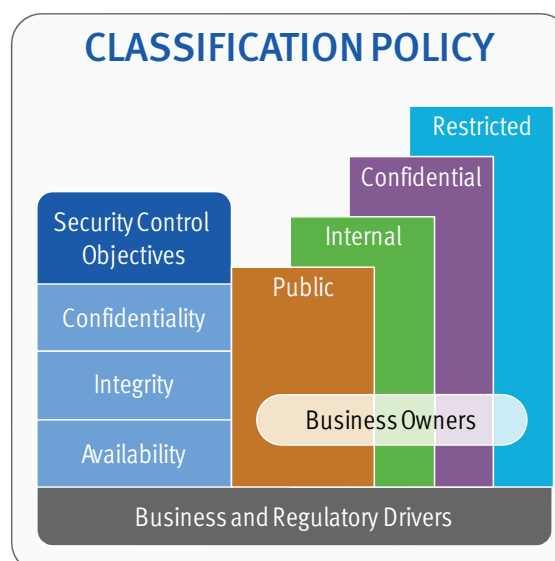 CLASSIFICATION POLICY
Restricted
Confidential
Security Control
Objectives
Internal
Public
Confidentiality
Integrity
Business Owners
Availability
Business and Regulatory Drivers